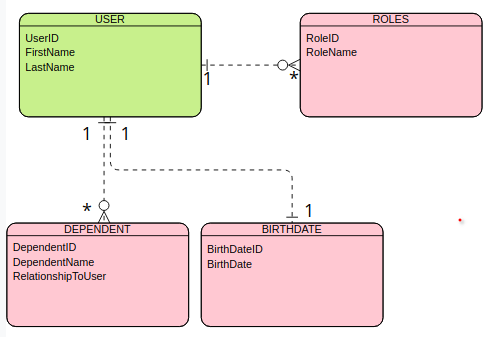 USER
UserID
FirstName
LastName
ROLES
RoleID
RoleName
1
*
1
1
*
1
DEPENDENT
DependentID
DependentName
RelationshipToUser
BIRTHDATE
BirthDateID
BirthDate